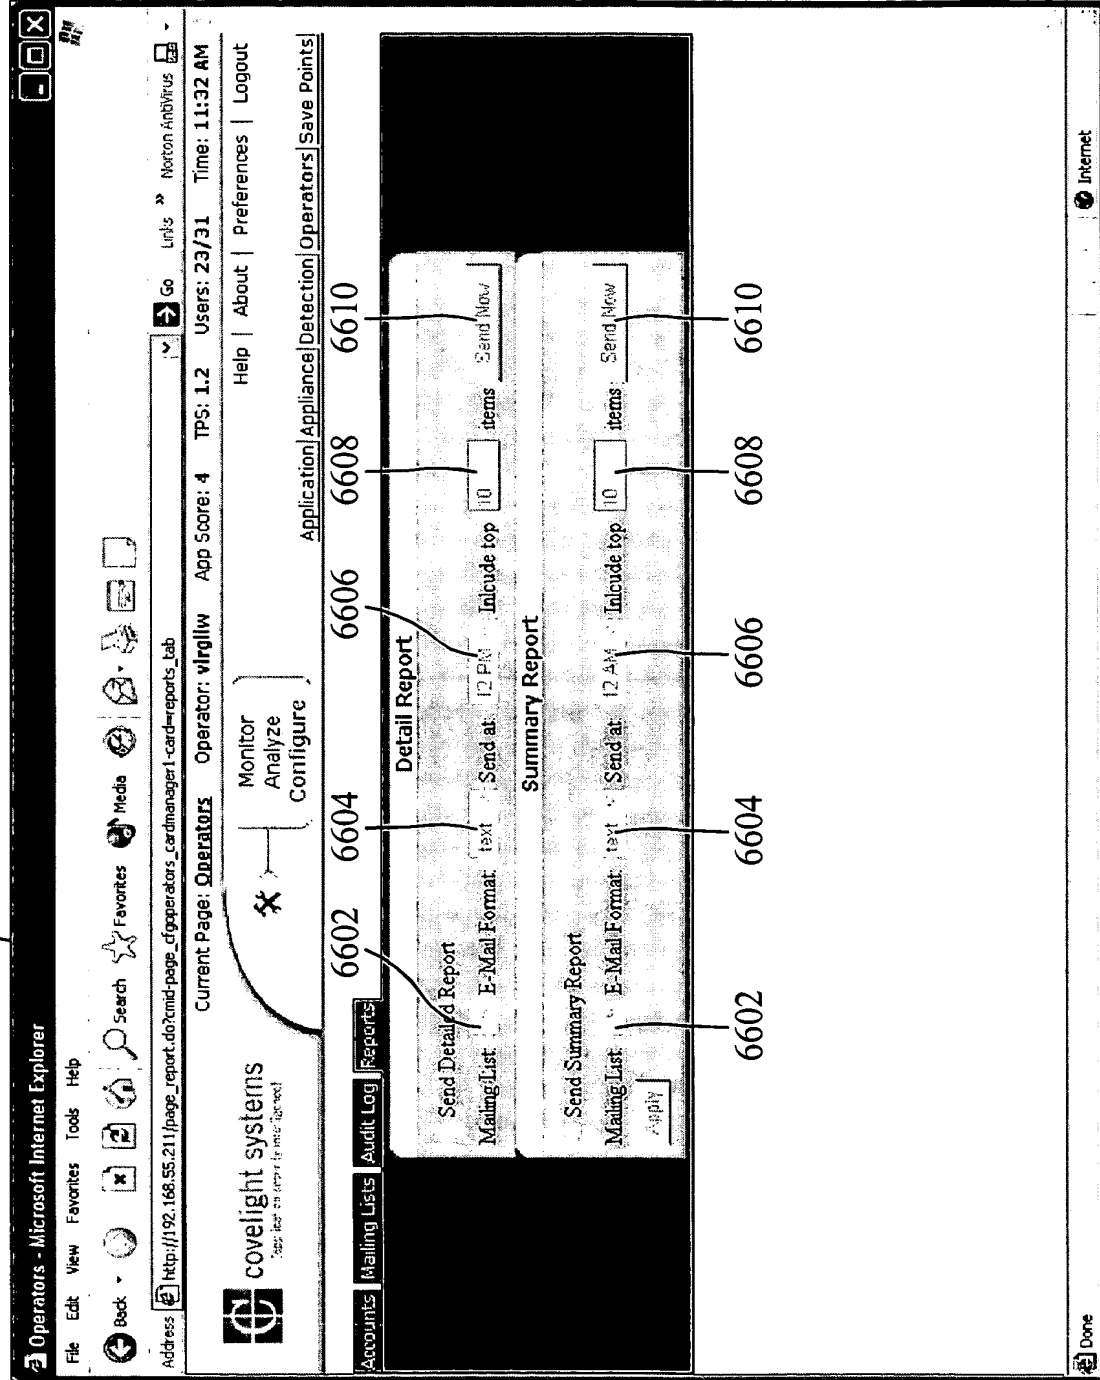 Operators - Microsoft Internet Explorer
File Edit View Favorites Tools Help
Back Search Favorites Media
Address http://192.168.55.211/page_report.do?cmid-page_cfgoperators_cardmanager1-card=reports_tab Go Links » Norton AntiVirus
Current Page: Operators Operator: virgilw App Score: 4 TPS: 1.2 Users: 23/31 Time: 11:32 AM
covelight systems
Monitor
Analyze
Configure
Help | About | Preferences | Logout
Application|Appliance|Detection|Operators|Save Points|
Accounts Mailing Lists Audit Log Reports
6602 6604 6606 6608 6610
Detail Report
Send Detailed Report
Mailing List: E-Mail Format: text Send at: 12 PM Inlcude top 10 items Send Now
Summary Report
Send Summary Report
Mailing List: E-Mail Format: text Send at: 12 AM Inlcude top 10 items Send Now
Apply
6602 6604 6606 6608 6610
Done Internet